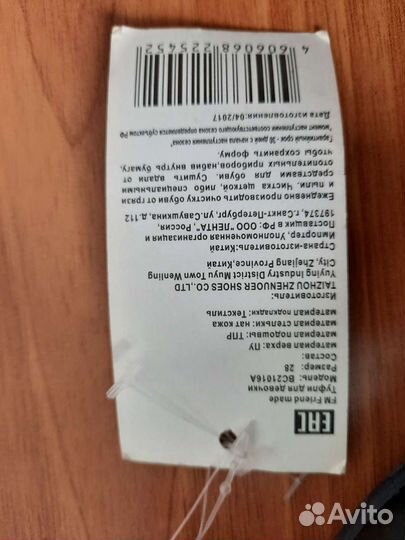 EAC
FM Friend made
Туфли для девочки
Модель: BC21016A
Размер: 28
Состав:
материал верха: ПУ
материал подошвы: ТПР
материал стельки: нат кожа
материал подкладки: Текстиль
Изготовитель:
TAIZHOU ZHENUOER SHOES CO.,LTD
Yuying Industry District Muyu Town Wenling
City, Zhejiang Province,Китай
Страна-изготовитель:Китай
Импортер, Уполномоченная организация и
Поставщик в РФ: ООО "ЛЕНТА", Россия,
197374, г.Санкт-Петербург, ул.Савушкина, д.112
Ежедневно производить очистку обуви от грязи
и пыли. Чистка щеткой, либо специальными
средствами для обуви. Сушить вдали от
отопительных приборов,набив внутрь бумагу,
чтобы сохранить форму.
Гарантийный срок 30 дней начала наступления сезона*
*момент наступления соответствующего сезона определяется субъектом РФ
Дата изготовления:04/2017
4 606068 225452
Avito